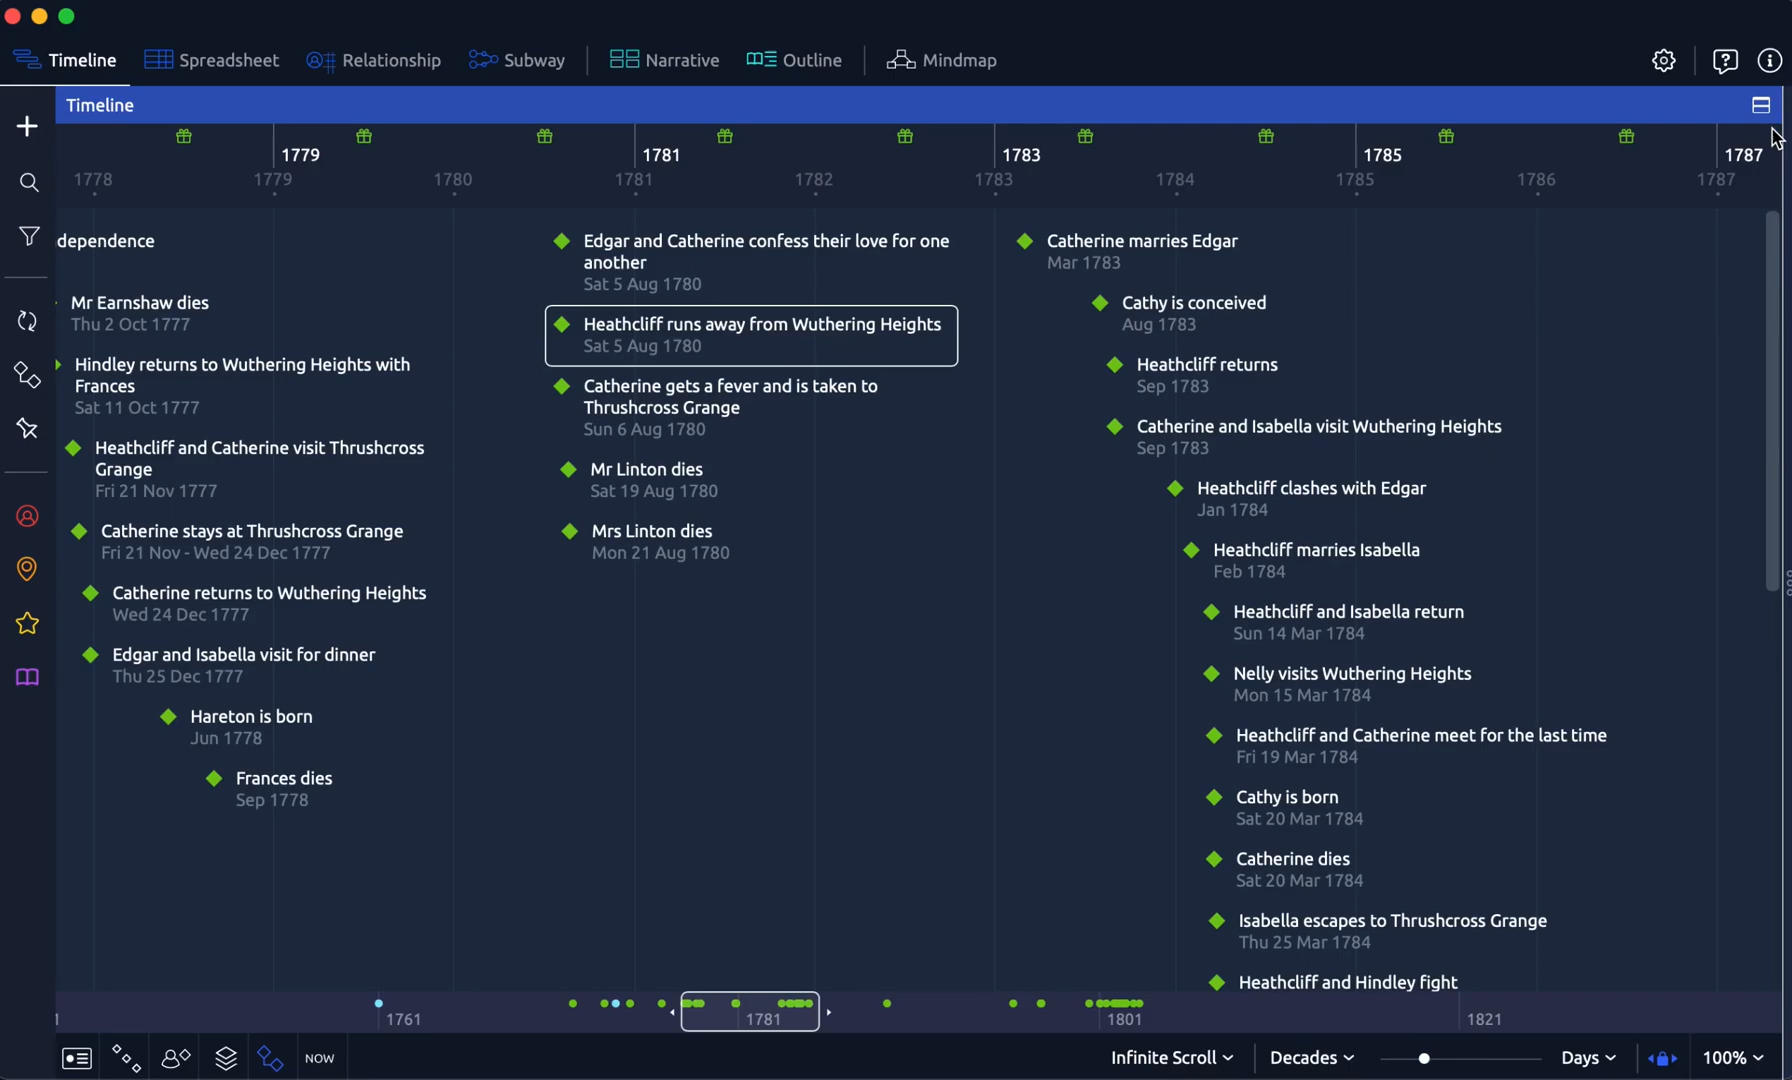 Timeline
Spreadsheet
Relationship
Subway
Narrative
Outline
Mindmap
Timeline
1779
1781
1783
1785
1787
1778
1779
1780
1781
1782
1783
1784
1785
1786
1787
dependence
Mr Earnshaw dies
Thu 2 Oct 1777
Hindley returns to Wuthering Heights with
Frances
Sat 11 Oct 1777
Heathcliff and Catherine visit Thrushcross
Grange
Fri 21 Nov 1777
Catherine stays at Thrushcross Grange
Fri 21 Nov - Wed 24 Dec 1777
Catherine returns to Wuthering Heights
Wed 24 Dec 1777
Edgar and Isabella visit for dinner
Thu 25 Dec 1777
Hareton is born
Jun 1778
Frances dies
Sep 1778
Edgar and Catherine confess their love for one
another
Sat 5 Aug 1780
Heathcliff runs away from Wuthering Heights
Sat 5 Aug 1780
Catherine gets a fever and is taken to
Thrushcross Grange
Sun 6 Aug 1780
Mr Linton dies
Sat 19 Aug 1780
Mrs Linton dies
Mon 21 Aug 1780
Catherine marries Edgar
Mar 1783
Cathy is conceived
Aug 1783
Heathcliff returns
Sep 1783
Catherine and Isabella visit Wuthering Heights
Sep 1783
Heathcliff clashes with Edgar
Jan 1784
Heathcliff marries Isabella
Feb 1784
Heathcliff and Isabella return
Sun 14 Mar 1784
Nelly visits Wuthering Heights
Mon 15 Mar 1784
Heathcliff and Catherine meet for the last time
Fri 19 Mar 1784
Cathy is born
Sat 20 Mar 1784
Catherine dies
Sat 20 Mar 1784
Isabella escapes to Thrushcross Grange
Thu 25 Mar 1784
Heathcliff and Hindley fight
1
1761
1781
1801
1821
NOW
Infinite Scroll
Decades
Days
100%